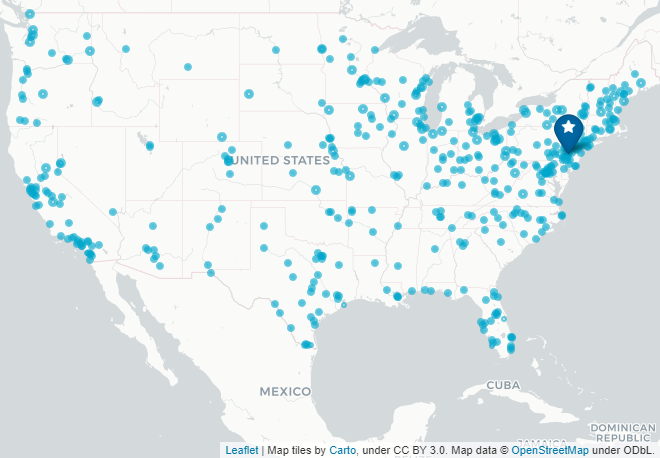 UNITED STATES
MEXICO
CUBA
DOMINICAN
REPUBLIC
JAMAICA
Leaflet | Map tiles by Carto, under CC BY 3.0. Map data © OpenStreetMap under ODbL.